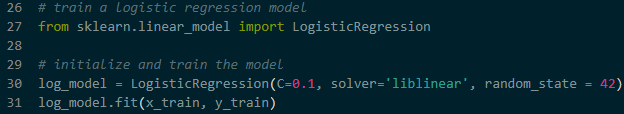 26 # train a logistic regression model
27 from sklearn.linear_model import LogisticRegression
28
29 # initialize and train the model
30 log_model = LogisticRegression(C=0.1, solver='liblinear', random_state = 42)
31 log_model.fit(x_train, y_train)